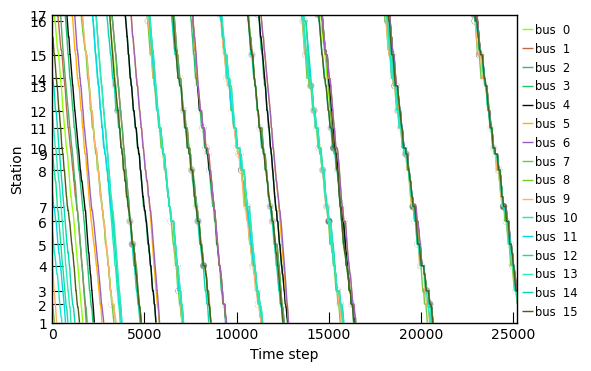 17
16
15
14
13
12
11
10
9
8
7
6
5
4
3
2
1
Station
0 5000 10000 15000 20000 25000
Time step
bus 0
bus 1
bus 2
bus 3
bus 4
bus 5
bus 6
bus 7
bus 8
bus 9
bus 10
bus 11
bus 12
bus 13
bus 14
bus 15